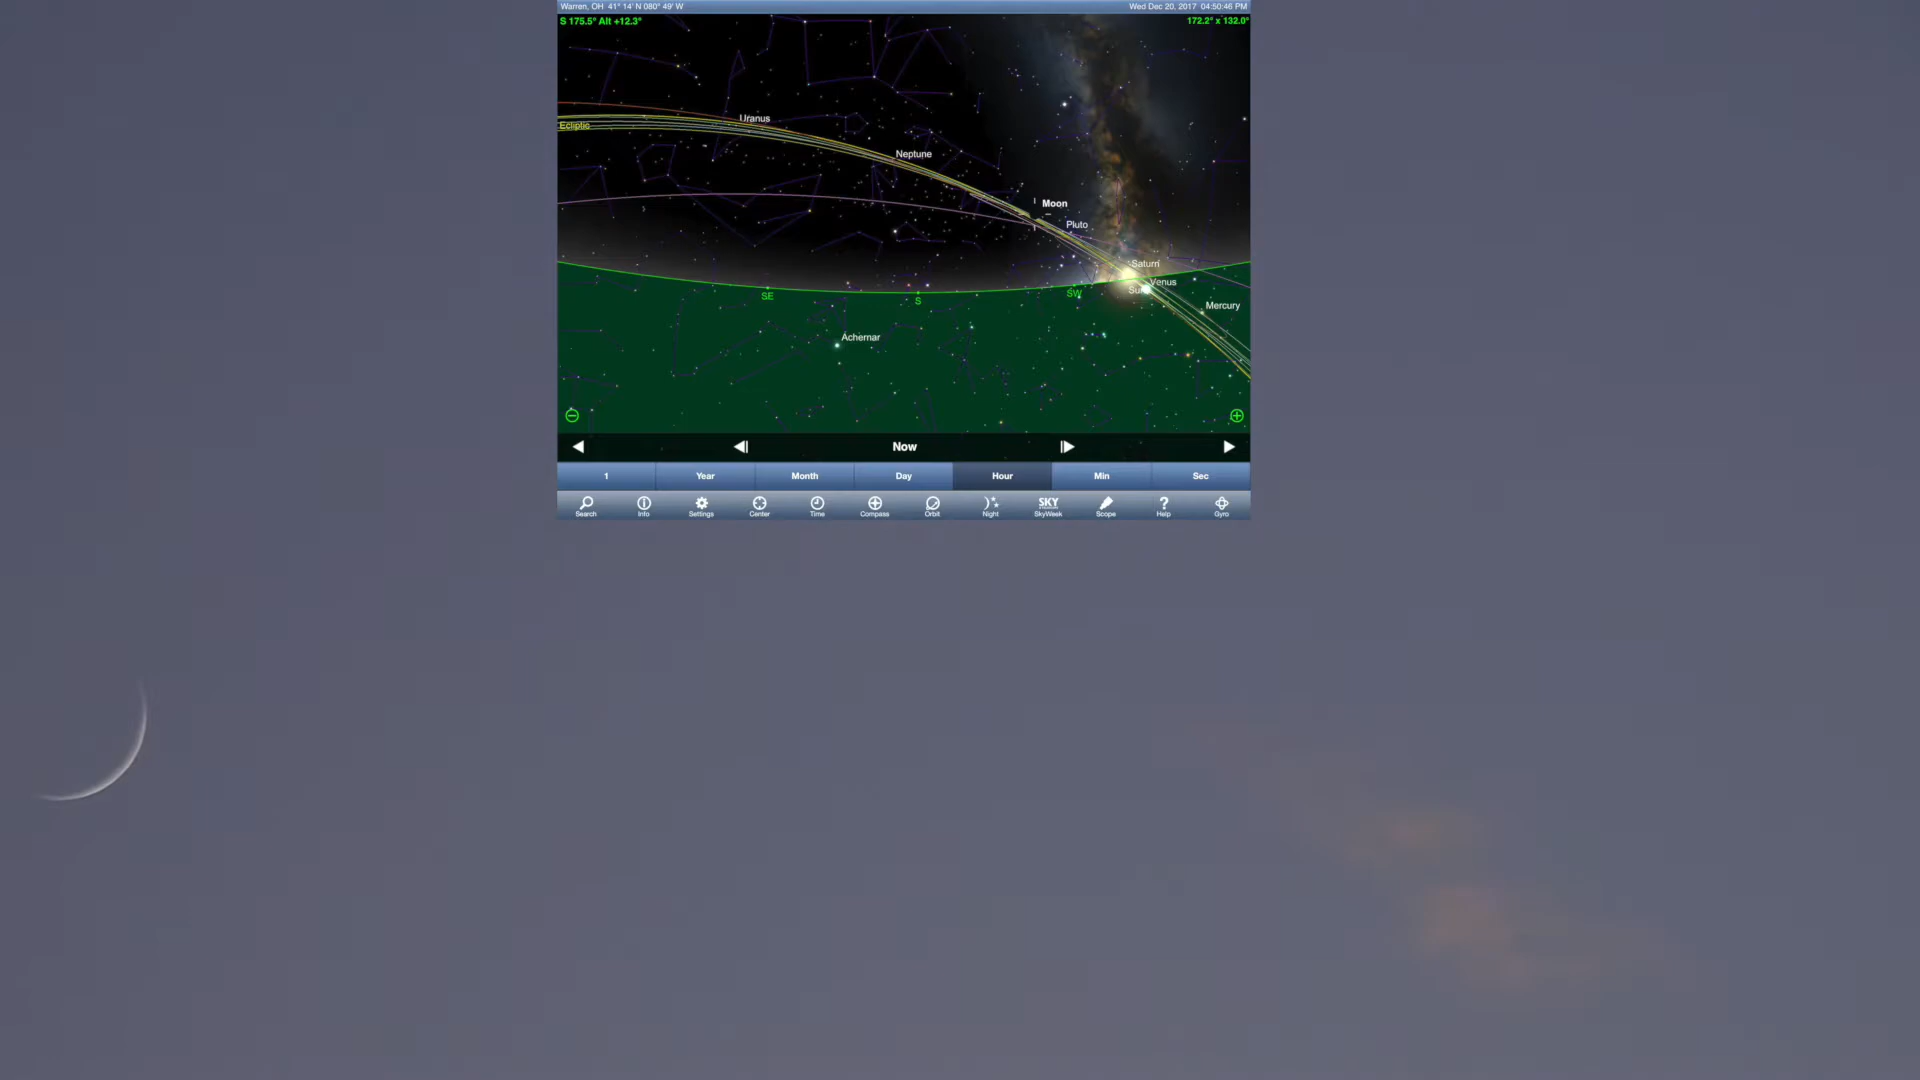 Warren, OH 41° 14' N 080° 49' W
Wed Dec 20, 2017 04:50:46 PM
S 175.5° Alt +12.3°
172.2° x 132.0°
Uranus
Ecliptic
Neptune
Moon
Pluto
Saturn
Venus
Mercury
SE
S
SW
Achernar
Now
1 Year Month Day Hour Min Sec
SKY
Search Info Settings Center Time Compass Orbit Night SkyWeek Scope Help Gyro